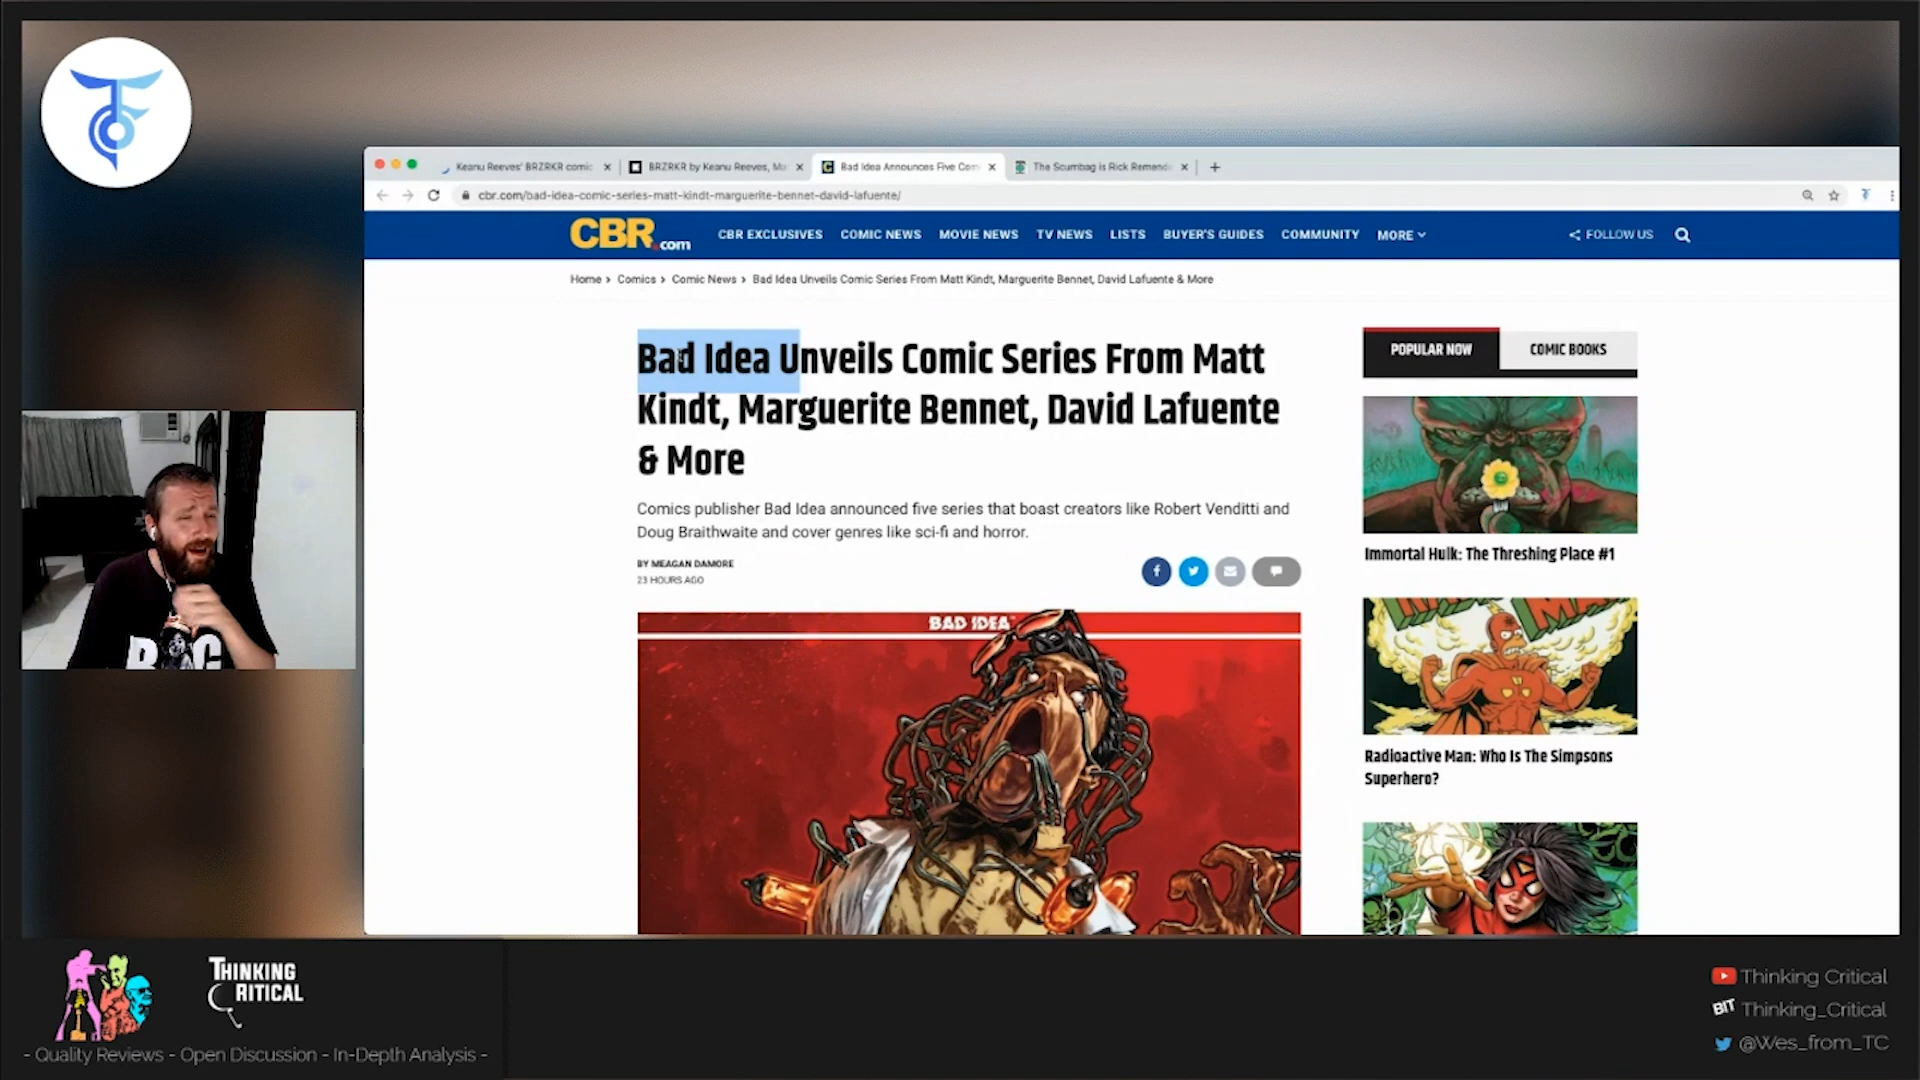 Keanu Reeves' BRZRKR comic
BRZRKR by Keanu Reeves, Ma
Bad Idea Announces Five Com
The Scumbag is Rick Remende
cbr.com/bad-idea-comic-series-matt-kindt-marguerite-bennet-david-lafuente/
CBR.com
CBR EXCLUSIVES
COMIC NEWS
MOVIE NEWS
TV NEWS
LISTS
BUYER'S GUIDES
COMMUNITY
MORE
FOLLOW US
Home > Comics > Comic News > Bad Idea Unveils Comic Series From Matt Kindt, Marguerite Bennet, David Lafuente & More
Bad Idea Unveils Comic Series From Matt
Kindt, Marguerite Bennet, David Lafuente
& More
Comics publisher Bad Idea announced five series that boast creators like Robert Venditti and
Doug Braithwaite and cover genres like sci-fi and horror.
BY MEAGAN DAMORE
23 HOURS AGO
BAD IDEA
POPULAR NOW
COMIC BOOKS
Immortal Hulk: The Threshing Place #1
Radioactive Man: Who Is The Simpsons
Superhero?
THINKING
CRITICAL
- Quality Reviews - Open Discussion - In-Depth Analysis -
Thinking Critical
BIT Thinking_Critical
@Wes_from_TC